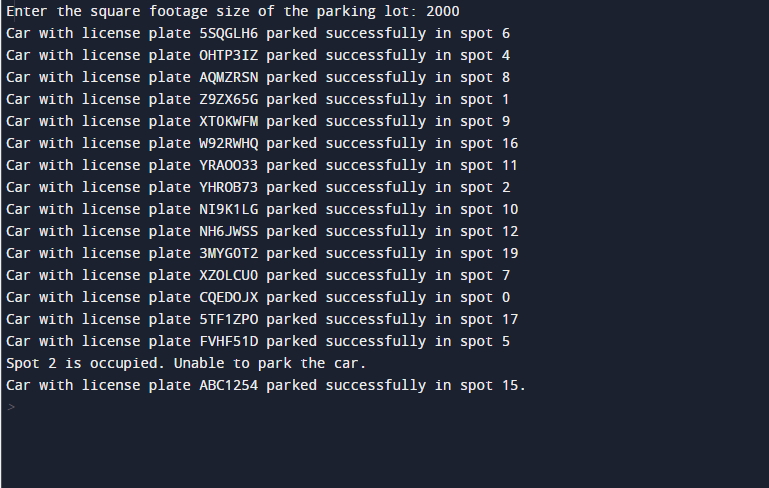 Enter the square footage size of the parking lot: 2000
Car with license plate 5SQGLH6 parked successfully in spot 6
Car with license plate OHTP3IZ parked successfully in spot 4
Car with license plate AQMZRSN parked successfully in spot 8
Car with license plate Z9ZX65G parked successfully in spot 1
Car with license plate XT0KWFM parked successfully in spot 9
Car with license plate W92RWHQ parked successfully in spot 16
Car with license plate YRAOO33 parked successfully in spot 11
Car with license plate YHROB73 parked successfully in spot 2
Car with license plate NI9K1LG parked successfully in spot 10
Car with license plate NH6JWSS parked successfully in spot 12
Car with license plate 3MYG0T2 parked successfully in spot 19
Car with license plate XZOLCU0 parked successfully in spot 7
Car with license plate CQEDOJX parked successfully in spot 0
Car with license plate 5TF1ZPO parked successfully in spot 17
Car with license plate FVHF51D parked successfully in spot 5
Spot 2 is occupied. Unable to park the car.
Car with license plate ABC1254 parked successfully in spot 15.
>